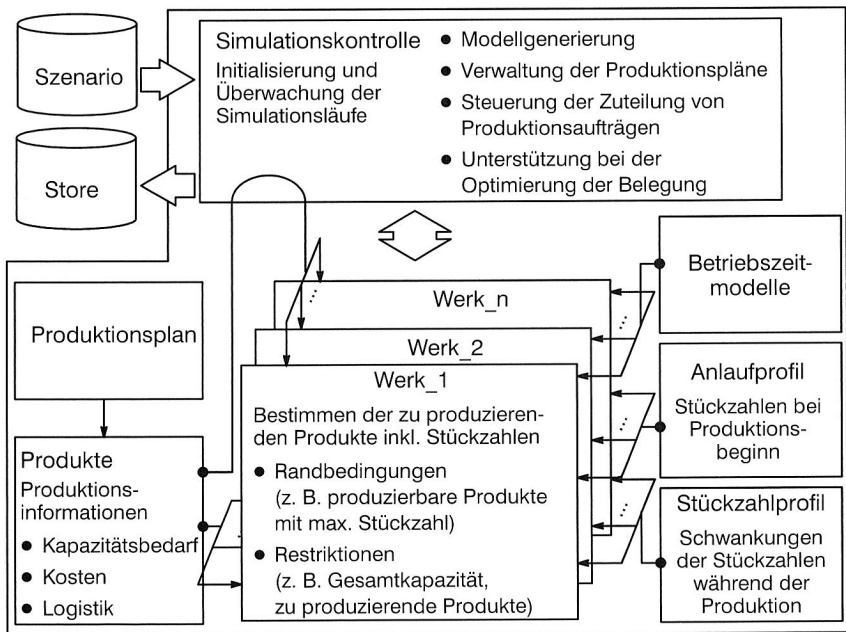 Szenario
Store
Simulationskontrolle
Initialisierung und
Überwachung der
Simulationsläufe
● Modellgenerierung
● Verwaltung der Produktionspläne
● Steuerung der Zuteilung von
Produktionsaufträgen
● Unterstützung bei der
Optimierung der Belegung
Produktionsplan
Produkte
Produktions-
informationen
● Kapazitätsbedarf
● Kosten
● Logistik
Werk_n
Werk_2
Werk_1
Bestimmen der zu produzieren-
den Produkte inkl. Stückzahlen
● Randbedingungen
(z. B. produzierbare Produkte
mit max. Stückzahl)
● Restriktionen
(z. B. Gesamtkapazität,
zu produzierende Produkte)
Betriebszeit-
modelle
Anlaufprofil
Stückzahlen bei
Produktions-
beginn
Stückzahlprofil
Schwankungen
der Stückzahlen
während der
Produktion